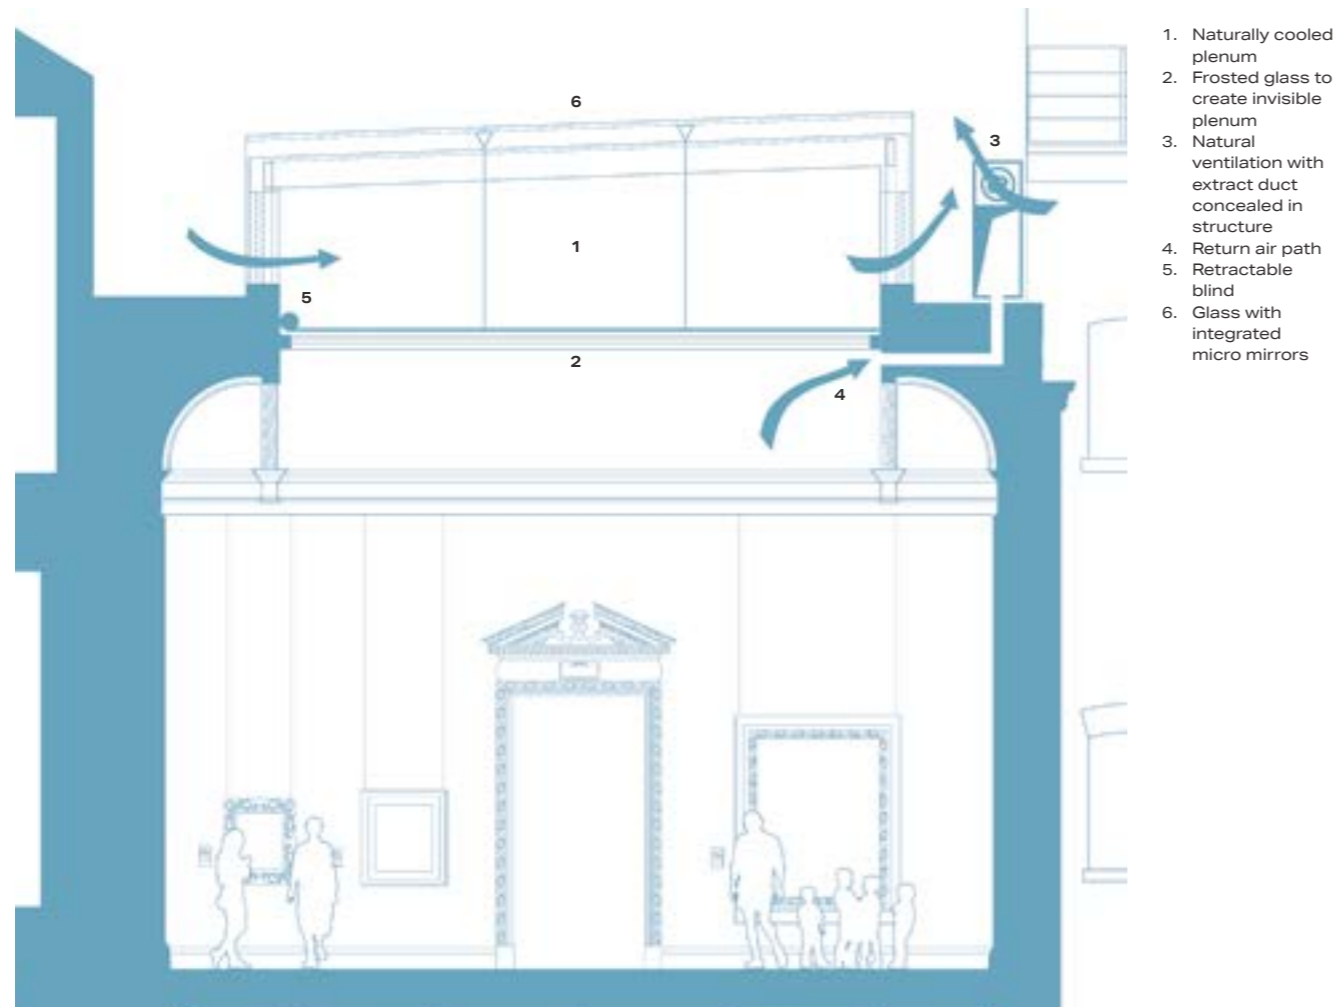 6
3
1
5
2
4
1. Naturally cooled
plenum
2. Frosted glass to
create invisible
plenum
3. Natural
ventilation with
extract duct
concealed in
structure
4. Return air path
5. Retractable
blind
6. Glass with
integrated
micro mirrors